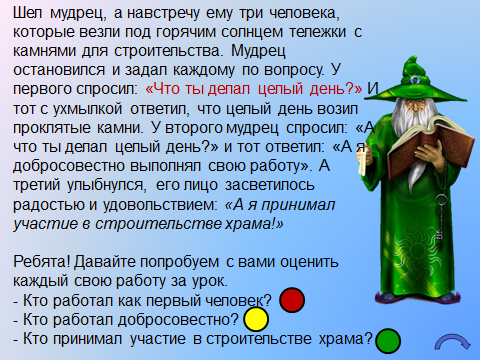 Шел мудрец, а навстречу ему три человека,
которые везли под горячим солнцем тележки с
камнями для строительства. Мудрец
остановился и задал каждому по вопросу. У
первого спросил: «Что ты делал целый день?» И
тот с ухмылкой ответил, что целый день возил
проклятые камни. У второго мудрец спросил: «А
что ты делал целый день?» и тот ответил: «А я
добросовестно выполнял свою работу». А
третий улыбнулся, его лицо засветилось
радостью и удовольствием: «А я принимал
участие в строительстве храма!»
Ребята! Давайте попробуем с вами оценить
каждый свою работу за урок.
- Кто работал как первый человек?
- Кто работал добросовестно?
- Кто принимал участие в строительстве храма?